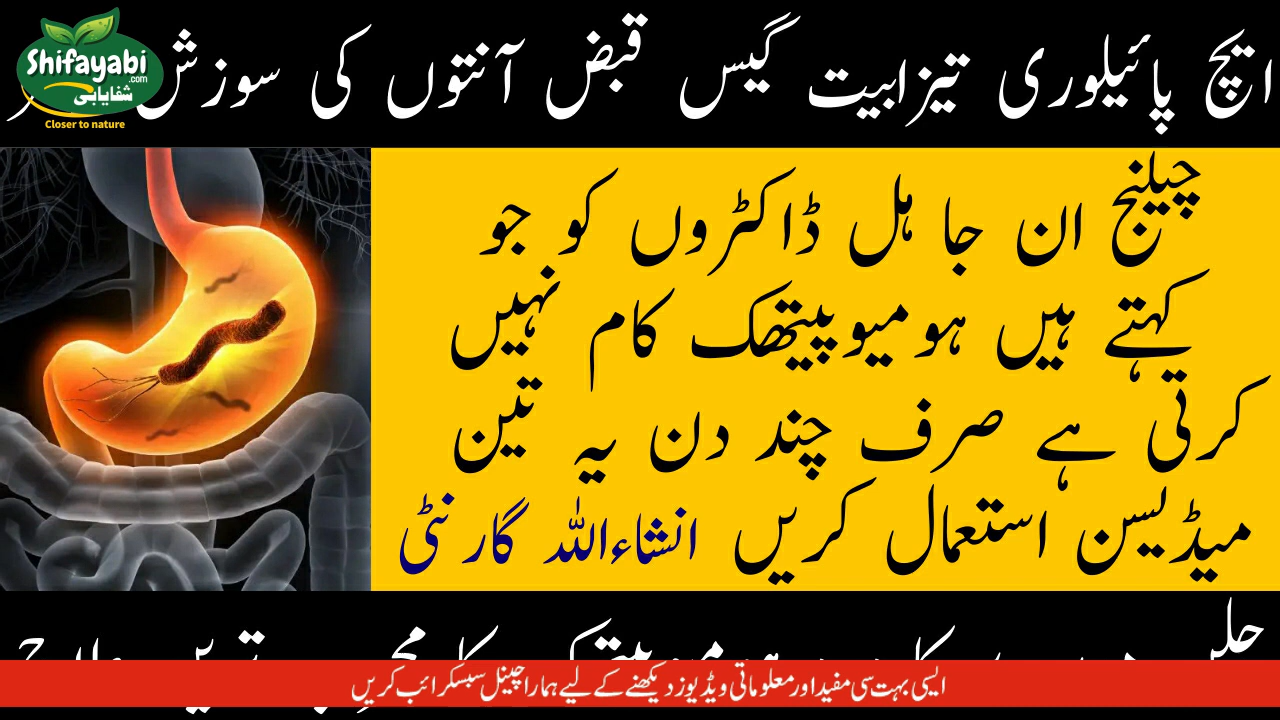 Shifayabi
.com
شفایابی
Closer to nature
ایچ پائیلوری تیزابیت گیس قبض آنتوں کی سوزش
چیلنج ان جا ہل ڈاکٹروں کو جو
کہتے ہیں ہومیوپیتھک کام نہیں
کرتی ہے صرف چند دن یہ تین
میڈیسن استعمال کریں انشاءاللہ گارنٹی
ایسی بہت سی مفید اور معلوماتی ویڈیوز دیکھنے کے لیے ہمارا چینل سبسکرائب کریں